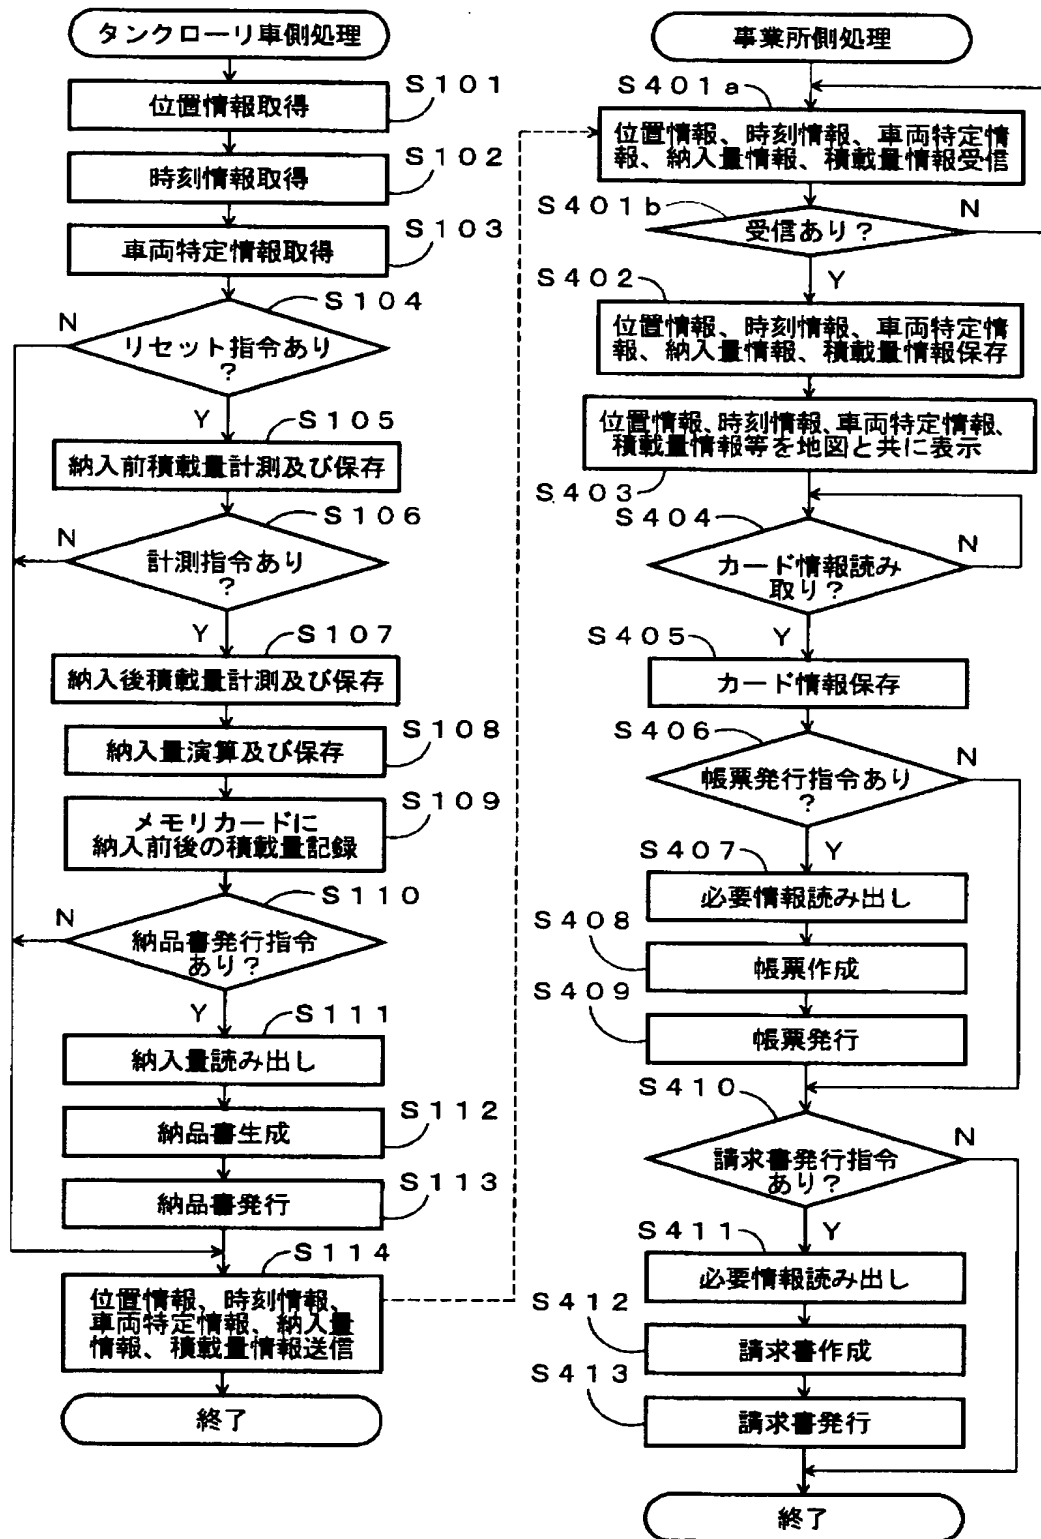 タンクローリ車側処理
S101
位置情報取得
S102
時刻情報取得
S103
車両特定情報取得
S104
N
リセット指令あり
?
Y
S105
納入前積載量計測及び保存
S106
N
計測指令あり
?
Y
S107
納入後積載量計測及び保存
S108
納入量演算及び保存
S109
メモリカードに
納入前後の積載量記録
S110
N
納品書発行指令
あり?
Y
S111
納入量読み出し
S112
納品書生成
S113
納品書発行
S114
位置情報、時刻情報、
車両特定情報、納入量
情報、積載量情報送信
終了
事業所側処理
S401a
位置情報、時刻情報、車両特定情
報、納入量情報、積載量情報受信
S401b
N
受信あり?
Y
S402
位置情報、時刻情報、車両特定情
報、納入量情報、積載量情報保存
位置情報、時刻情報、車両特定情報、
積載量情報等を地図と共に表示
S403
S404
N
カード情報読み
取り?
Y
S405
カード情報保存
S406
N
帳票発行指令あり
?
Y
S407
必要情報読み出し
S408
帳票作成
S409
帳票発行
S410
N
請求書発行指令
あり?
Y
S411
必要情報読み出し
S412
請求書作成
S413
請求書発行
終了